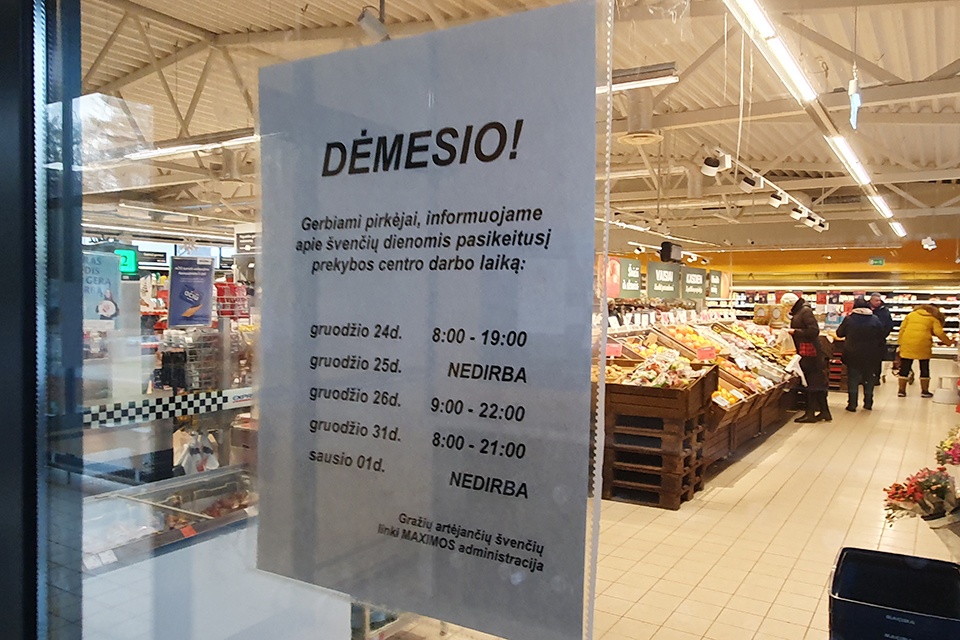 DĖMESIO!
Gerbiami pirkėjai, informuojame
apie švenčių dienomis pasikeitusį
prekybos centro darbo laiką:
gruodžio 24d. 8:00 - 19:00
gruodžio 25d. NEDIRBA
gruodžio 26d. 9:00 - 22:00
gruodžio 31d. 8:00 - 21:00
sausio 01d. NEDIRBA
Gražių artėjančių švenčių
linki MAXIMOS administracija
VAISIAI